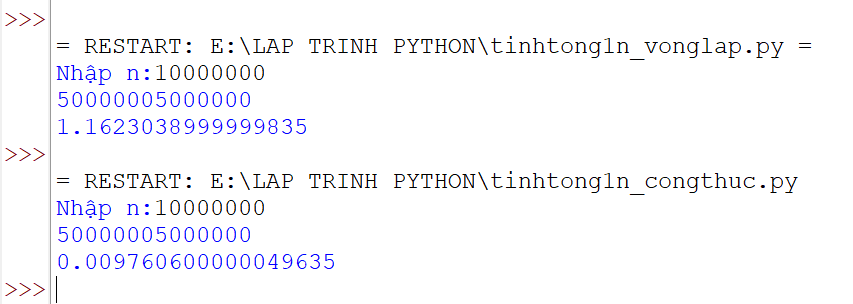 >>>
= RESTART: E:\LAP TRINH PYTHON\tinhtong1n_vonglap.py =
Nhập n:10000000
50000005000000
1.1623038999999835
>>>
= RESTART: E:\LAP TRINH PYTHON\tinhtong1n_congthuc.py
Nhập n:10000000
50000005000000
0.009760600000049635
>>>